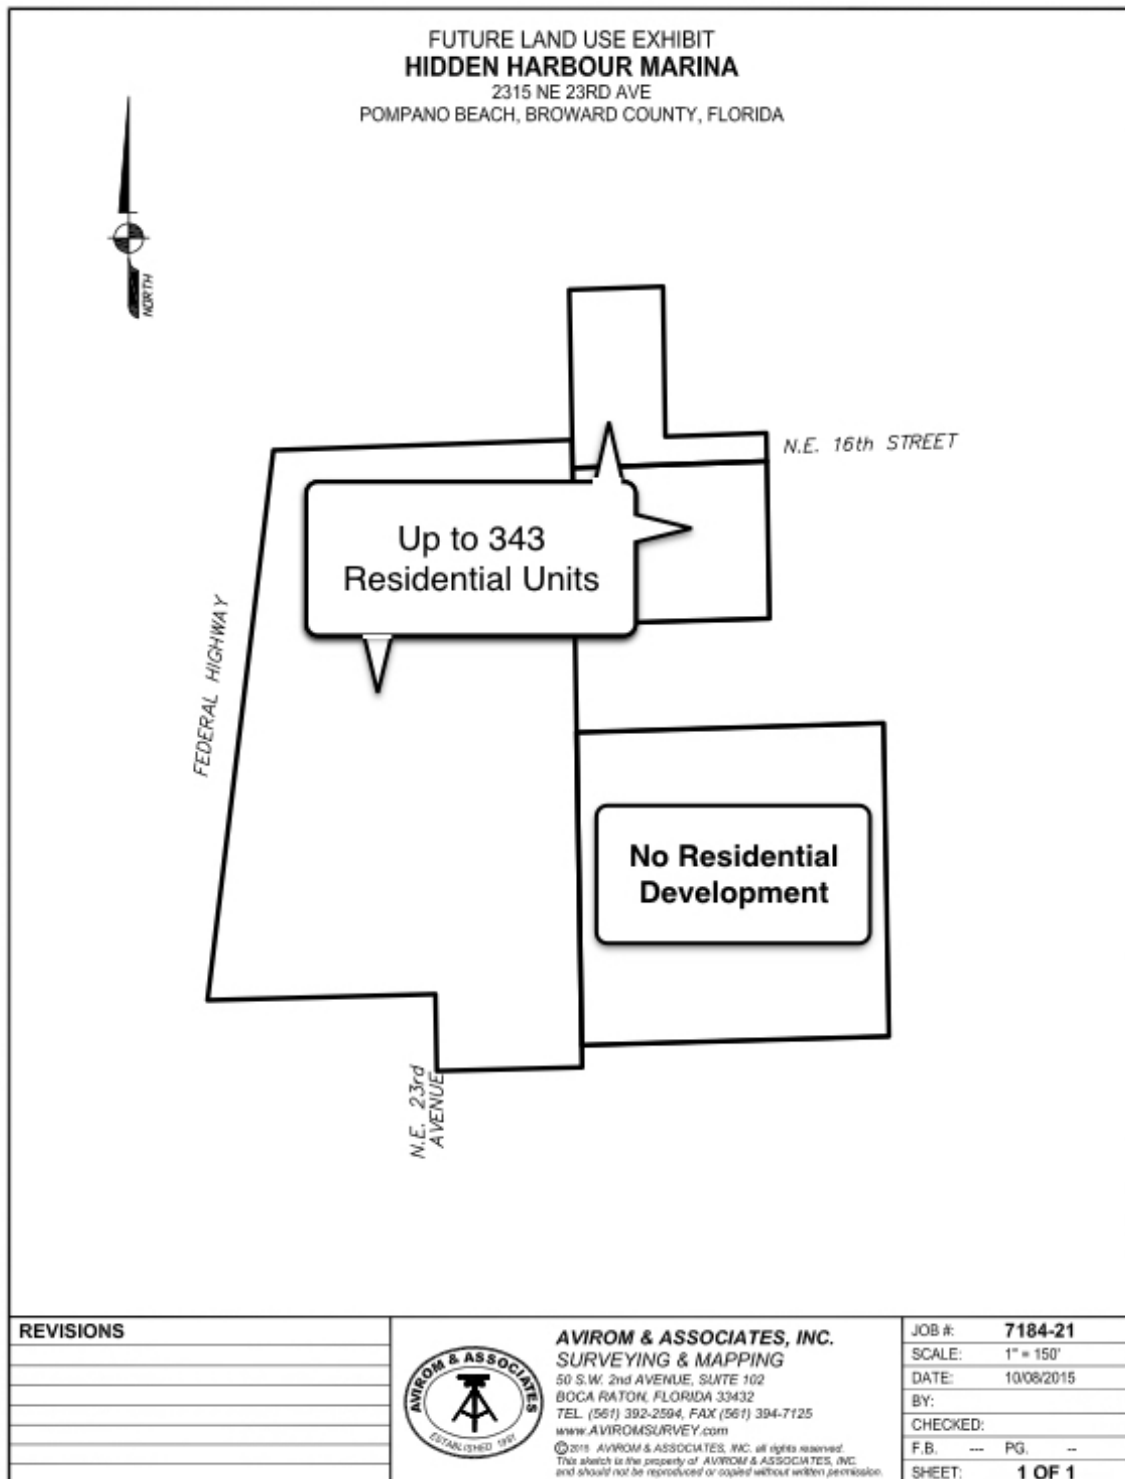 FUTURE LAND USE EXHIBIT
HIDDEN HARBOUR MARINA
2315 NE 23RD AVE
POMPANO BEACH, BROWARD COUNTY, FLORIDA
NORTH
N.E. 16th STREET
Up to 343
Residential Units
FEDERAL HIGHWAY
No Residential
Development
N.E. 23rd
AVENUE
REVISIONS
AVIROM & ASSOCIATES
ESTABLISHED 1981
AVIROM & ASSOCIATES, INC.
SURVEYING & MAPPING
50 S.W. 2nd AVENUE, SUITE 102
BOCA RATON, FLORIDA 33432
TEL. (561) 392-2594, FAX (561) 394-7125
www.AVIROMSURVEY.com
©2015 AVIROM & ASSOCIATES, INC. all rights reserved.
This sketch is the property of AVIROM & ASSOCIATES, INC.
and should not be reproduced or copied without written permission.
JOB #: 7184-21
SCALE: 1" = 150'
DATE: 10/08/2015
BY:
CHECKED:
F.B. --- PG. --
SHEET: 1 OF 1